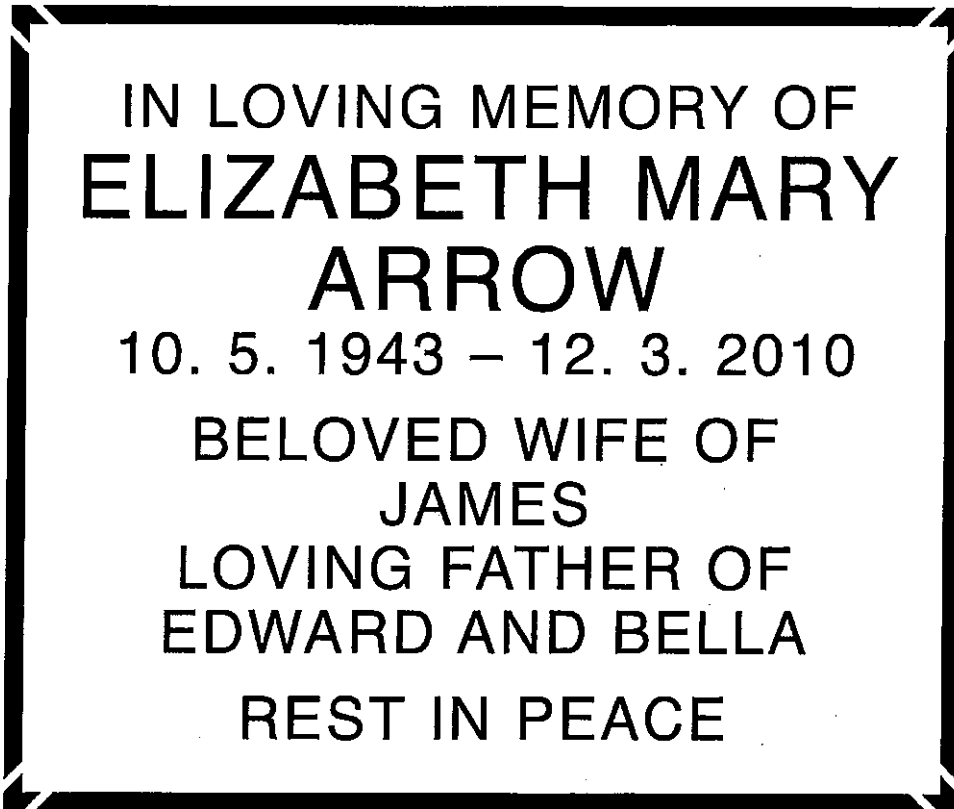 IN LOVING MEMORY OF
ELIZABETH MARY
ARROW
10. 5. 1943 – 12. 3. 2010
BELOVED WIFE OF
JAMES
LOVING FATHER OF
EDWARD AND BELLA
REST IN PEACE